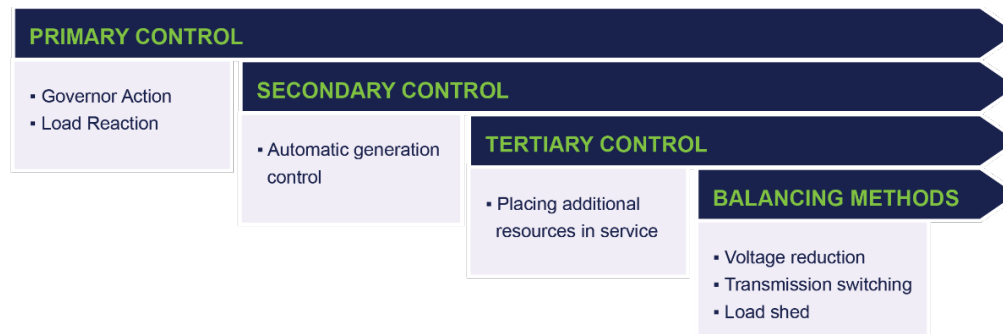 PRIMARY CONTROL
▪ Governor Action
▪ Load Reaction
SECONDARY CONTROL
▪ Automatic generation
control
TERTIARY CONTROL
▪ Placing additional
resources in service
BALANCING METHODS
▪ Voltage reduction
▪ Transmission switching
▪ Load shed